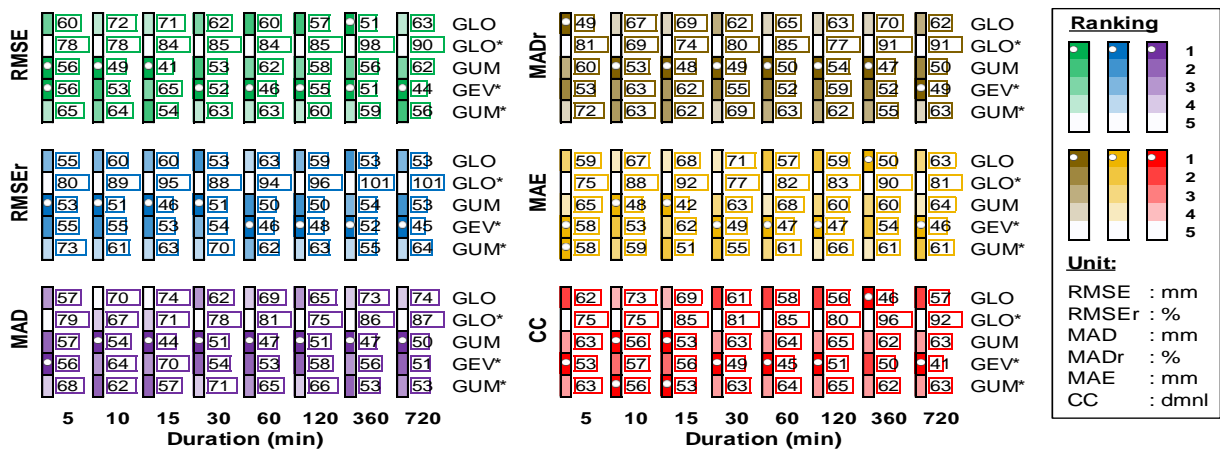 RMSE
60 72 71 62 60 57 51 63 GLO
78 78 84 85 84 85 98 90 GLO*
56 49 41 53 62 58 56 62 GUM
56 53 65 52 46 55 51 44 GEV*
65 64 54 63 63 60 59 56 GUM*
RMSEr
55 60 60 53 63 59 53 53 GLO
80 89 95 88 94 96 101 101 GLO*
53 51 46 51 50 50 54 53 GUM
55 55 53 54 46 48 52 45 GEV*
73 61 63 70 62 63 55 64 GUM*
MAD
57 70 74 62 69 65 73 74 GLO
79 67 71 78 81 75 86 87 GLO*
57 54 44 51 47 51 47 50 GUM
56 64 70 54 53 58 56 51 GEV*
68 62 57 71 65 66 53 53 GUM*
5 10 15 30 60 120 360 720
Duration (min)
MADr
49 67 69 62 65 63 70 62 GLO
81 69 74 80 85 77 91 91 GLO*
60 53 48 49 50 54 47 50 GUM
53 63 62 55 52 59 52 49 GEV*
72 63 62 69 63 62 55 63 GUM*
MAE
59 67 68 71 57 59 50 63 GLO
75 88 92 77 82 83 90 81 GLO*
65 48 42 63 68 60 60 64 GUM
58 53 62 49 47 47 54 46 GEV*
58 59 51 55 61 66 61 61 GUM*
CC
62 73 69 61 58 56 46 57 GLO
75 75 85 81 85 80 96 92 GLO*
63 56 53 63 64 65 62 63 GUM
53 57 56 49 45 51 50 41 GEV*
63 56 53 63 64 65 62 63 GUM*
5 10 15 30 60 120 360 720
Duration (min)
Ranking
1
2
3
4
5
1
2
3
4
5
Unit:
RMSE : mm
RMSEr : %
MAD : mm
MADr : %
MAE : mm
CC : dmnl